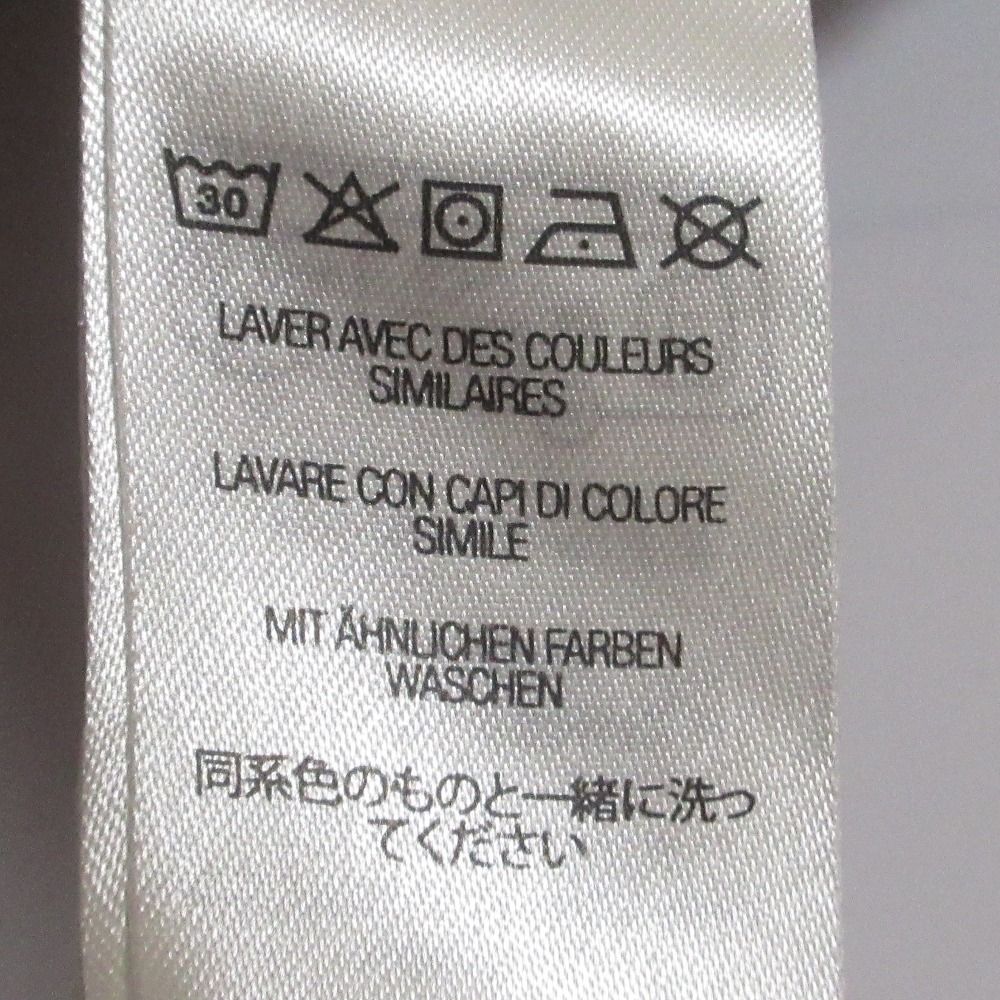 30
LAVER AVEC DES COULEURS
SIMILAIRES
LAVARE CON CAPI DI COLORE
SIMILE
MIT ÄHNLICHEN FARBEN
WASCHEN
同系色のものと一緒に洗っ
てください